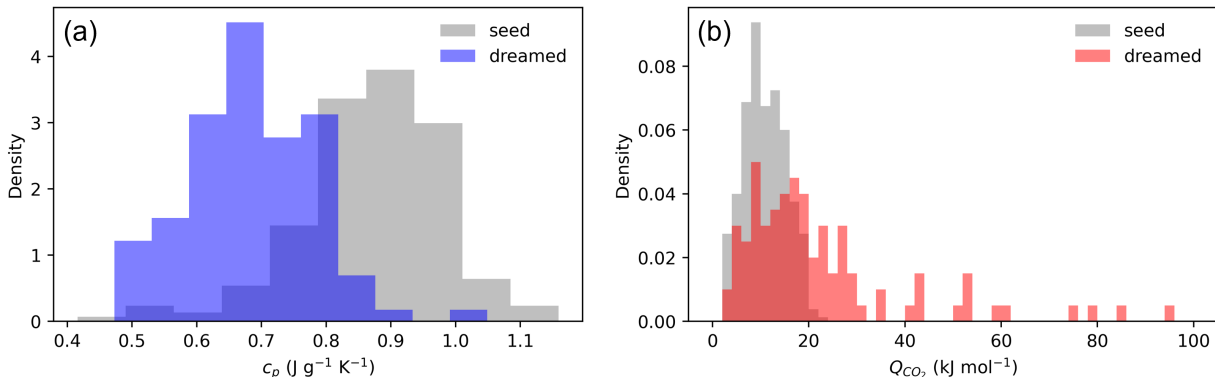 (a)
seed
dreamed
Density
0
1
2
3
4
0.4 0.5 0.6 0.7 0.8 0.9 1.0 1.1
c_p (J g⁻¹ K⁻¹)
(b)
seed
dreamed
Density
0.00
0.02
0.04
0.06
0.08
0 20 40 60 80 100
Q_CO₂ (kJ mol⁻¹)